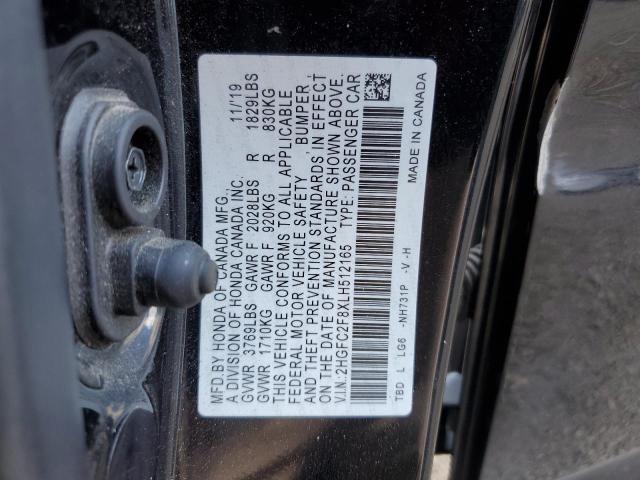 MFD.BY HONDA OF CANADA MFG., 11/19
A DIVISION OF HONDA CANADA INC.
GVWR 3769LBS GAWR F 2028LBS R 1829LBS
GVWR 1710KG GAWR F 920KG R 830KG
THIS VEHICLE CONFORMS TO ALL APPLICABLE
FEDERAL MOTOR VEHICLE SAFETY , BUMPER ,
AND THEFT PREVENTION STANDARDS IN EFFECT
ON THE DATE OF MANUFACTURE SHOWN ABOVE.
V.I.N.:2HGFC2F8XLH512165 TYPE: PASSENGER CAR
TBD L LG6 -NH731P -V -H
MADE IN CANADA